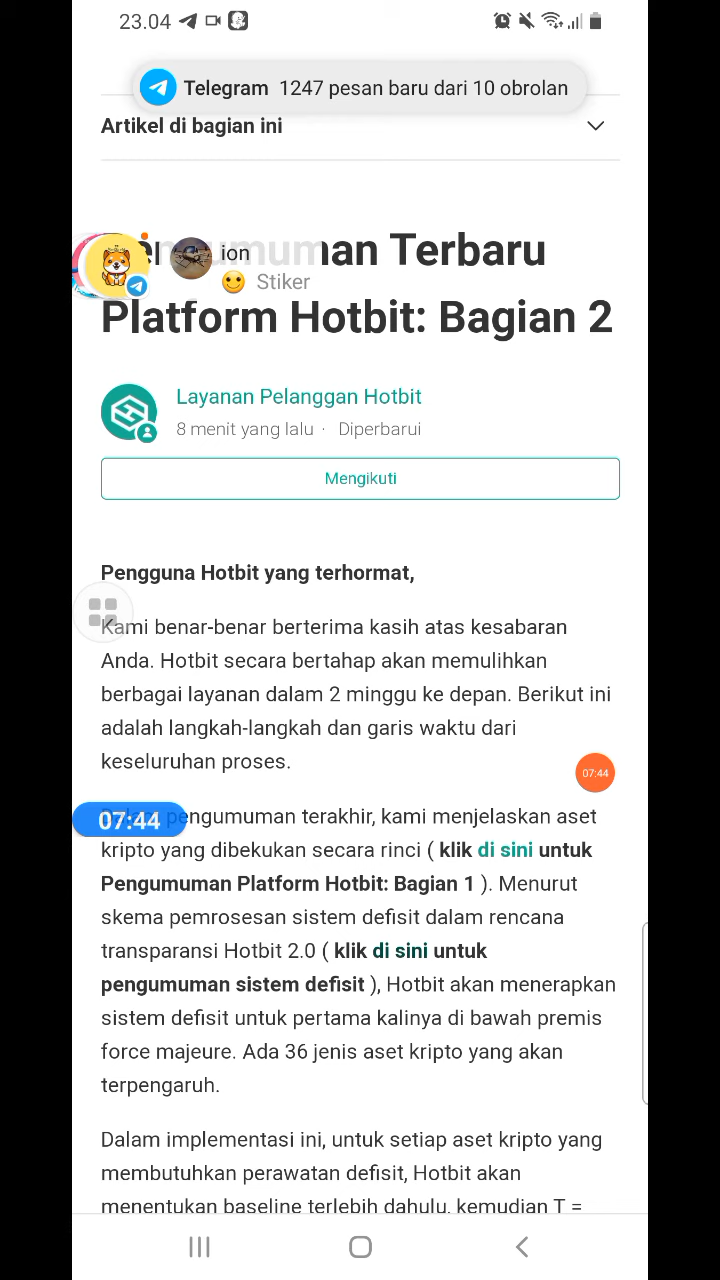 23.04
Telegram 1247 pesan baru dari 10 obrolan
Artikel di bagian ini
Terbaru
ion
Stiker
Platform Hotbit: Bagian 2
Layanan Pelanggan Hotbit
8 menit yang lalu · Diperbarui
Mengikuti
Pengguna Hotbit yang terhormat,
Kami benar-benar berterima kasih atas kesabaran
Anda. Hotbit secara bertahap akan memulihkan
berbagai layanan dalam 2 minggu ke depan. Berikut ini
adalah langkah-langkah dan garis waktu dari
keseluruhan proses.
07:44
07:44
pengumuman terakhir, kami menjelaskan aset
kripto yang dibekukan secara rinci ( klik di sini untuk
Pengumuman Platform Hotbit: Bagian 1 ). Menurut
skema pemrosesan sistem defisit dalam rencana
transparansi Hotbit 2.0 ( klik di sini untuk
pengumuman sistem defisit ), Hotbit akan menerapkan
sistem defisit untuk pertama kalinya di bawah premis
force majeure. Ada 36 jenis aset kripto yang akan
terpengaruh.
Dalam implementasi ini, untuk setiap aset kripto yang
membutuhkan perawatan defisit, Hotbit akan
menentukan baseline terlebih dahulu, kemudian T =